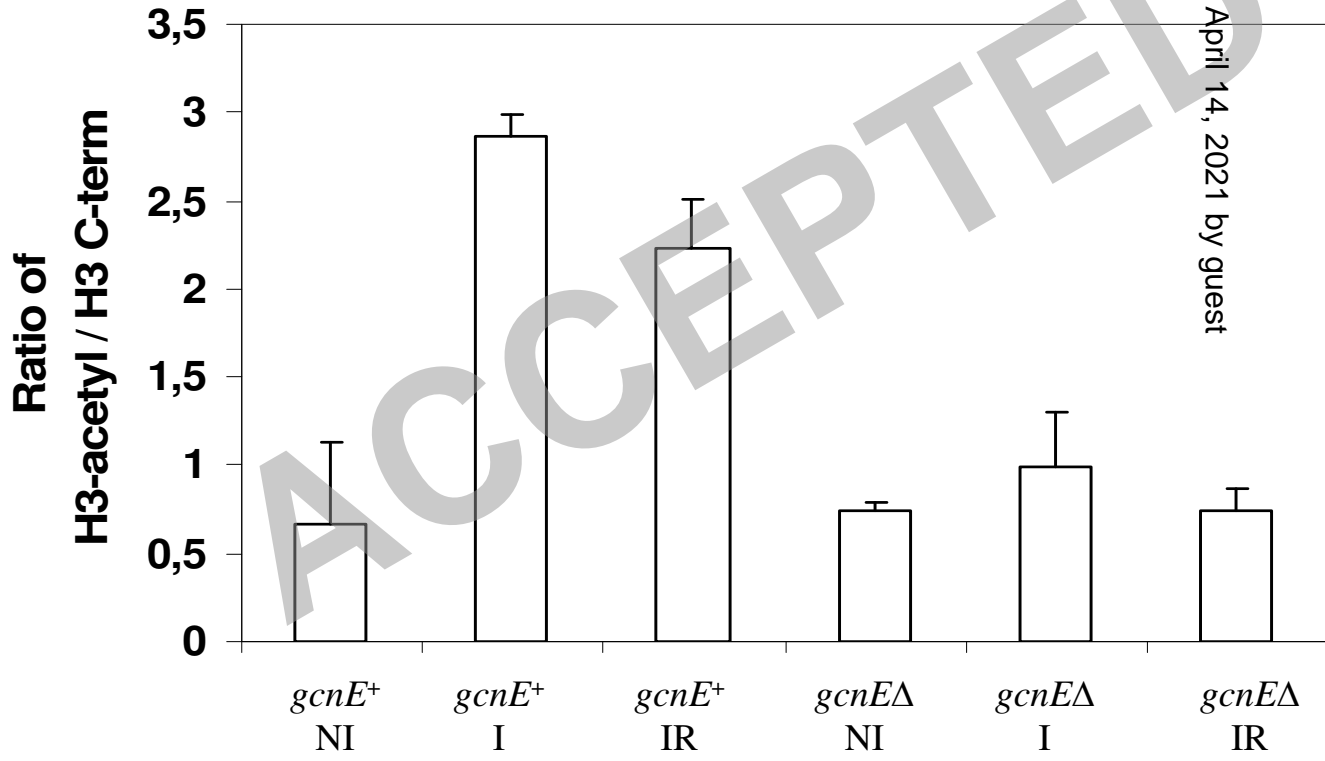 Ratio of
H3-acetyl / H3 C-term
3,5
3
2,5
2
1,5
1
0,5
0
gcnE⁺ gcnE⁺ gcnE⁺ gcnEΔ gcnEΔ gcnEΔ
NI I IR NI I IR
ACCEPTED
April 14, 2021 by guest